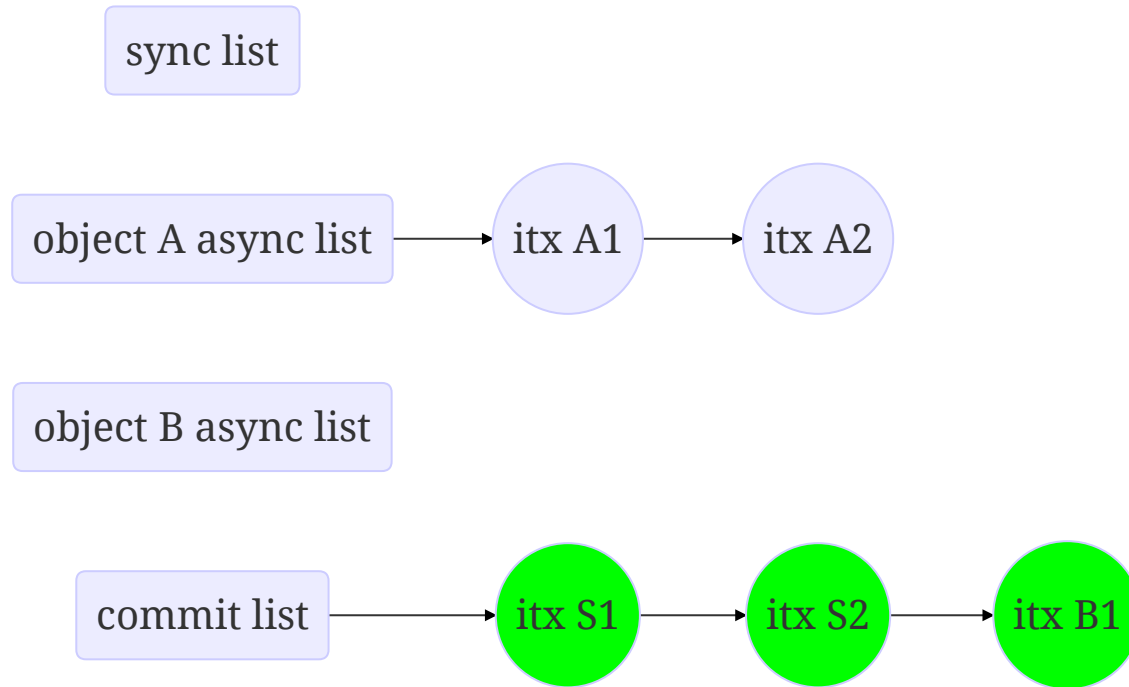 sync list
object A async list
itx A1
itx A2
object B async list
commit list
itx S1
itx S2
itx B1